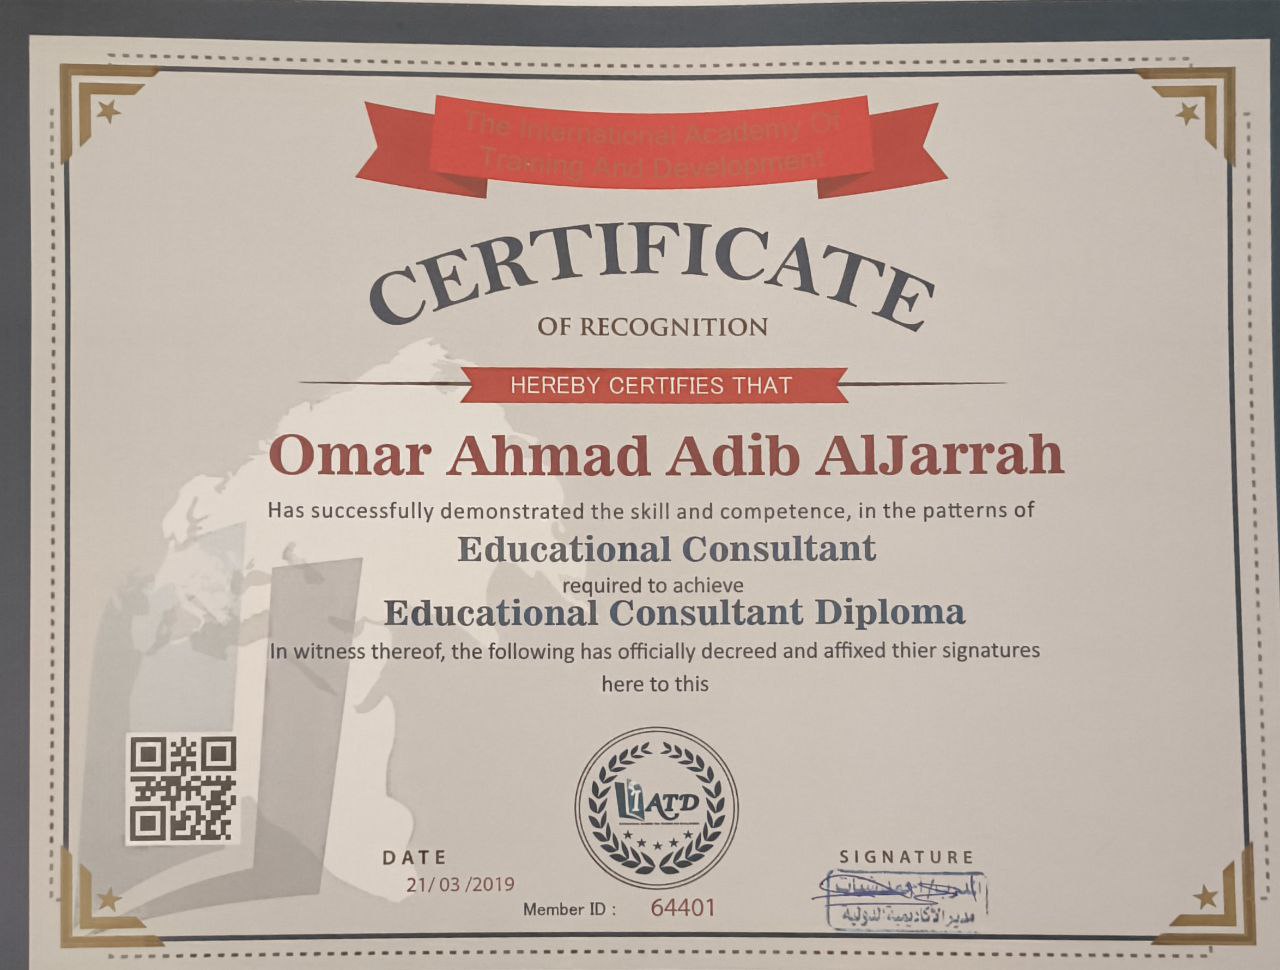 The International Academy Of
Training And Development
CERTIFICATE
OF RECOGNITION
HEREBY CERTIFIES THAT
Omar Ahmad Adib AlJarrah
Has successfully demonstrated the skill and competence, in the patterns of
Educational Consultant
required to achieve
Educational Consultant Diploma
In witness thereof, the following has officially decreed and affixed thier signatures
here to this
IATD
DATE
21/03/2019
Member ID : 64401
SIGNATURE
مدير الأكاديمية الدولية